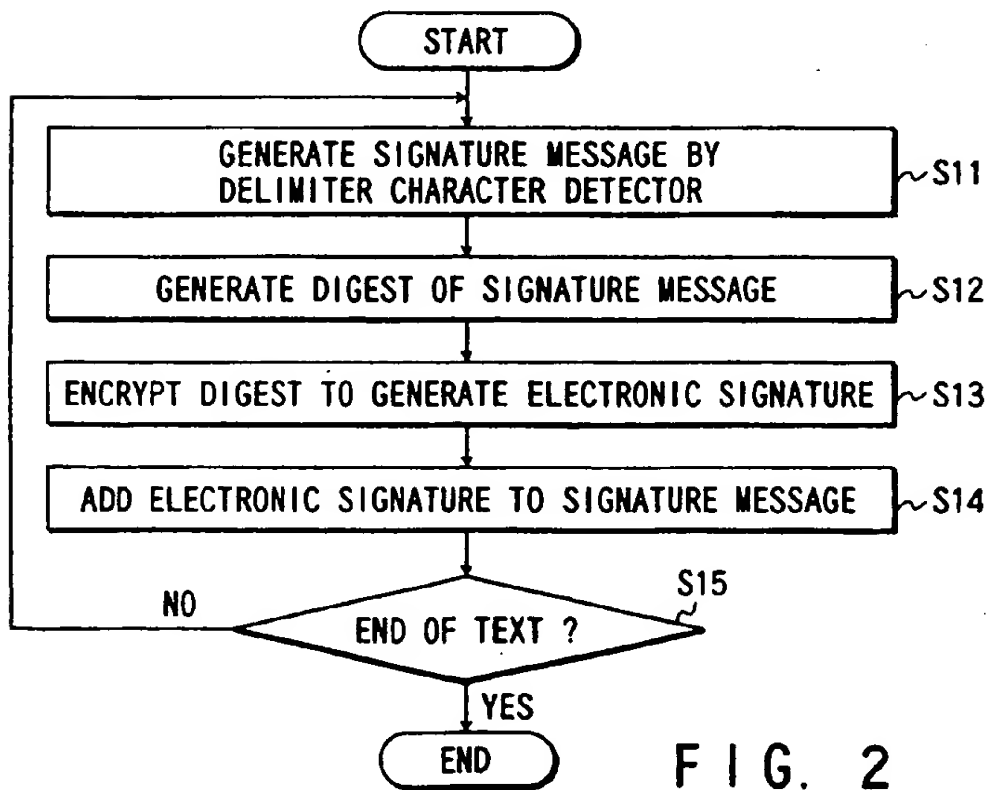 START
GENERATE SIGNATURE MESSAGE BY
DELIMITER CHARACTER DETECTOR
S11
GENERATE DIGEST OF SIGNATURE MESSAGE
S12
ENCRYPT DIGEST TO GENERATE ELECTRONIC SIGNATURE
S13
ADD ELECTRONIC SIGNATURE TO SIGNATURE MESSAGE
S14
S15
NO
END OF TEXT ?
YES
END
FIG. 2